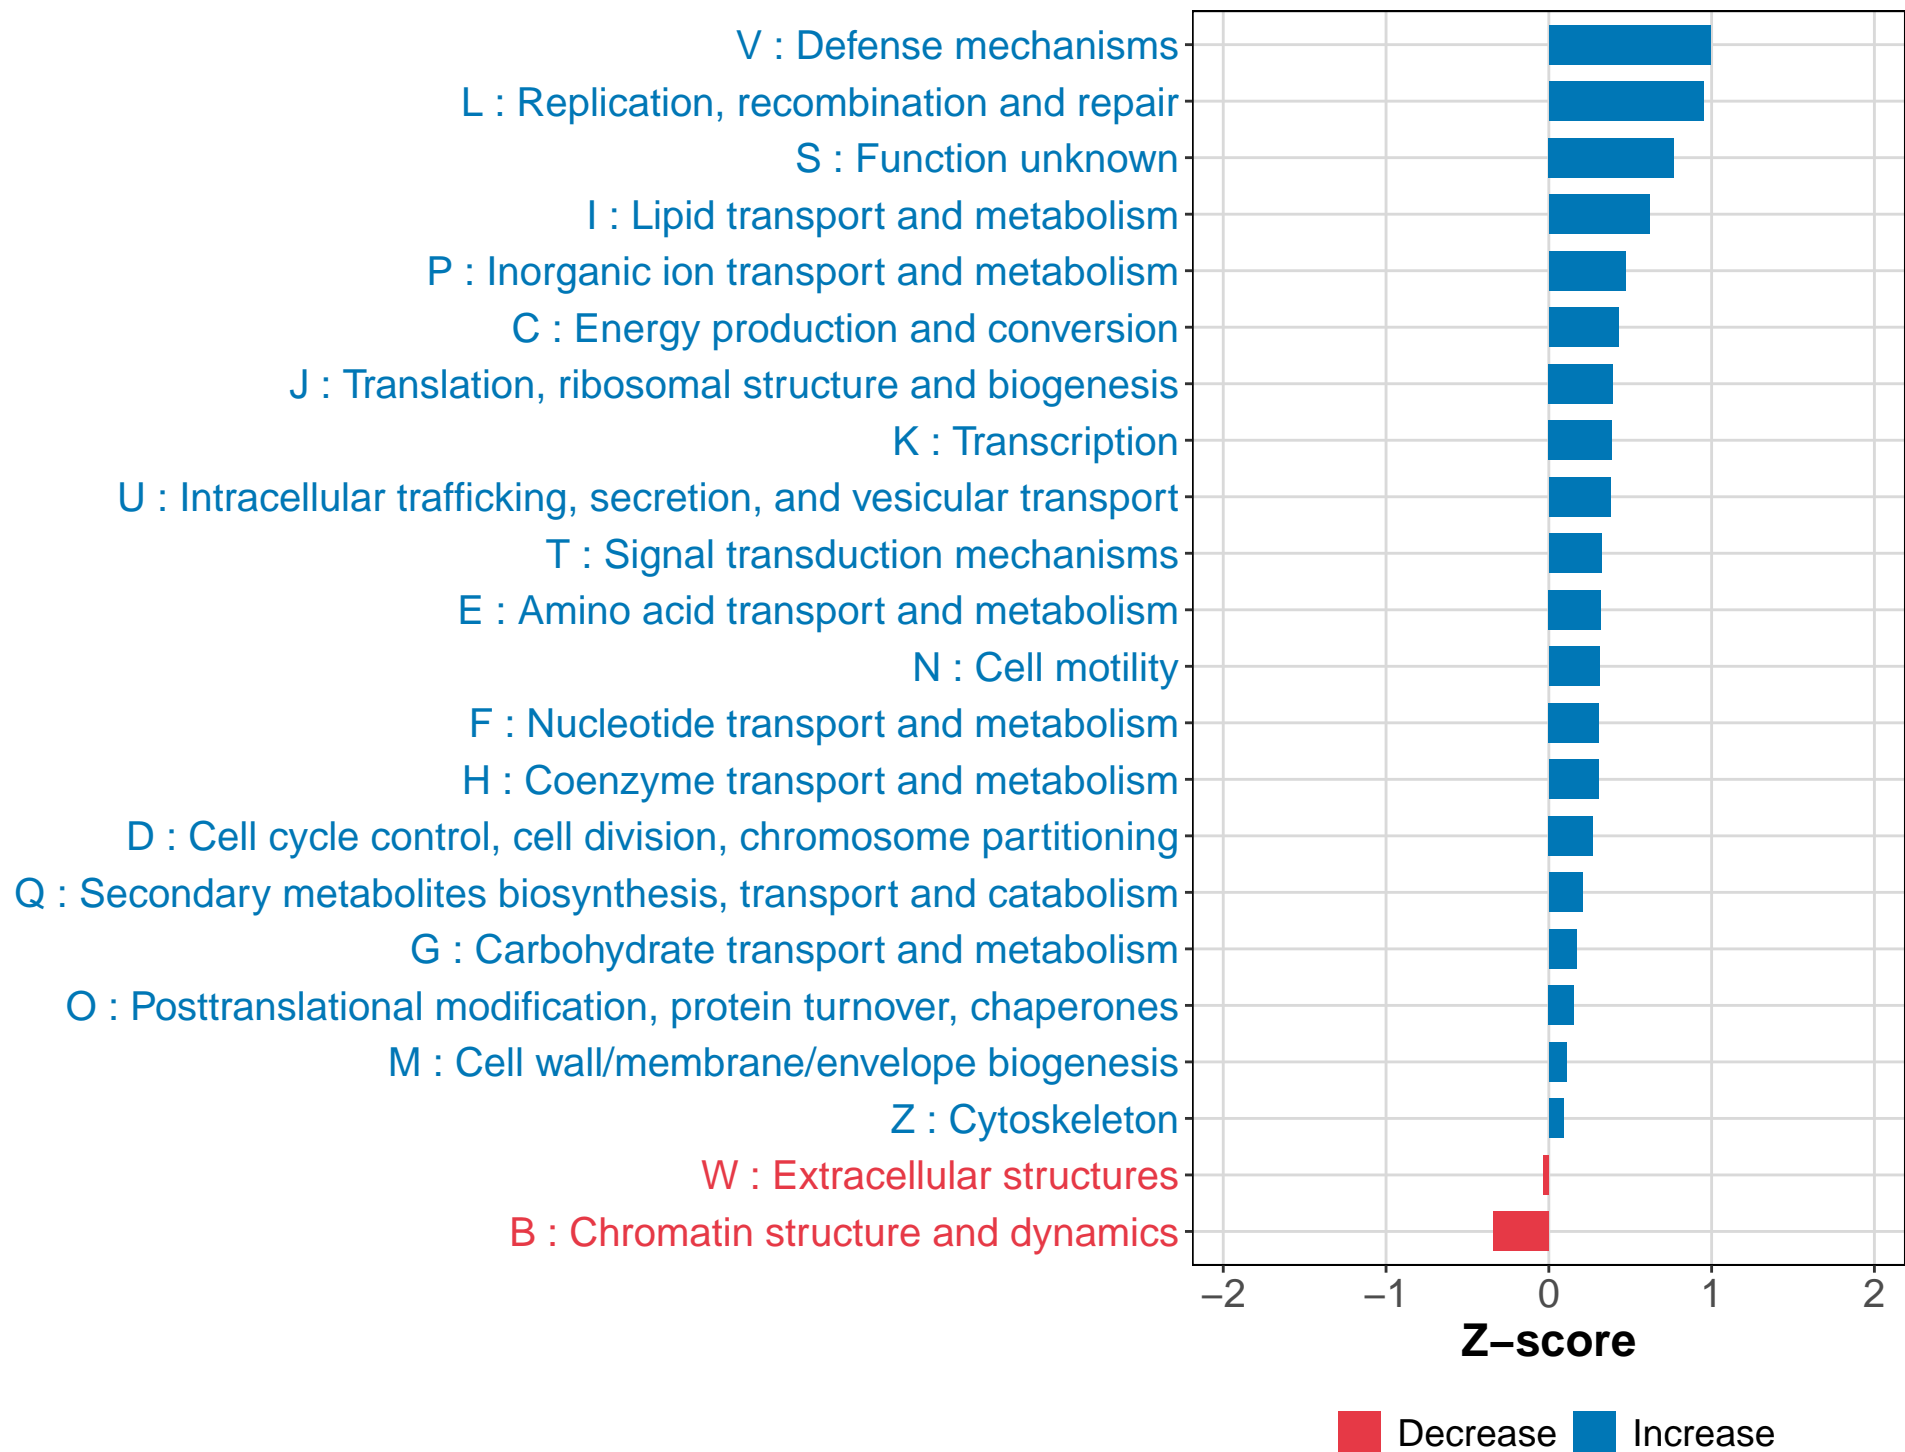 V : Defense mechanisms
L : Replication, recombination and repair
S : Function unknown
I : Lipid transport and metabolism
P : Inorganic ion transport and metabolism
C : Energy production and conversion
J : Translation, ribosomal structure and biogenesis
K : Transcription
U : Intracellular trafficking, secretion, and vesicular transport
T : Signal transduction mechanisms
E : Amino acid transport and metabolism
N : Cell motility
F : Nucleotide transport and metabolism
H : Coenzyme transport and metabolism
D : Cell cycle control, cell division, chromosome partitioning
Q : Secondary metabolites biosynthesis, transport and catabolism
G : Carbohydrate transport and metabolism
O : Posttranslational modification, protein turnover, chaperones
M : Cell wall/membrane/envelope biogenesis
Z : Cytoskeleton
W : Extracellular structures
B : Chromatin structure and dynamics
−2 −1 0 1 2
Z−score
Decrease Increase